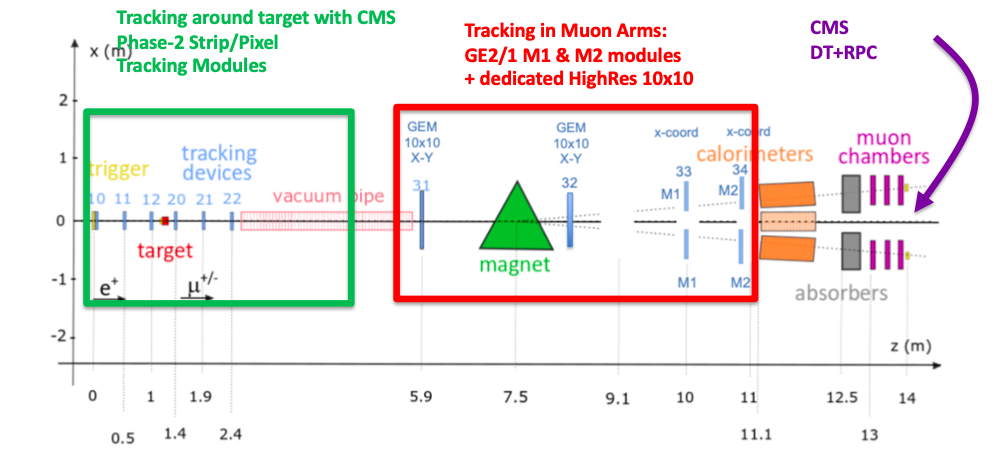 Tracking around target with CMS
Phase-2 Strip/Pixel
Tracking Modules
Tracking in Muon Arms:
GE2/1 M1 & M2 modules
+ dedicated HighRes 10x10
CMS
DT+RPC
x (m)
2
1
0
-1
-2
trigger
tracking
devices
10 11 12 20 21 22
target
vacuum pipe
e+
μ+/-
GEM
10x10
X-Y
31
magnet
GEM
10x10
X-Y
32
x-coord
33
M1
M1
x-coord
34
M2
M2
calorimeters
muon
chambers
absorbers
z (m)
0 1 1.9 5.9 7.5 9.1 10 11 12.5 14
0.5 1.4 2.4 11.1 13